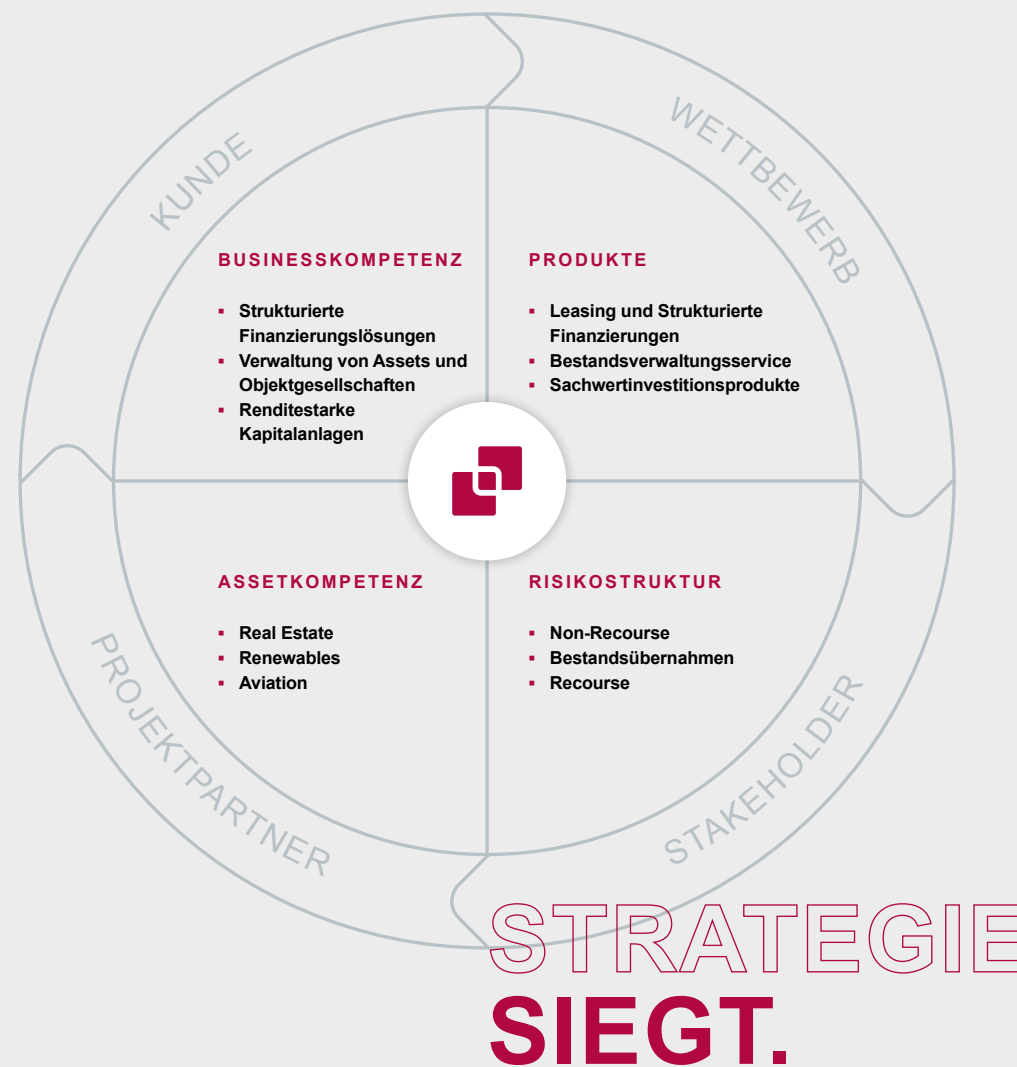 KUNDE
WETTBEWERB
BUSINESSKOMPETENZ
▪ Strukturierte
Finanzierungslösungen
▪ Verwaltung von Assets und
Objektgesellschaften
▪ Renditestarke
Kapitalanlagen
PRODUKTE
▪ Leasing und Strukturierte
Finanzierungen
▪ Bestandsverwaltungsservice
▪ Sachwertinvestitionsprodukte
ASSETKOMPETENZ
▪ Real Estate
▪ Renewables
▪ Aviation
RISIKOSTRUKTUR
▪ Non-Recourse
▪ Bestandsübernahmen
▪ Recourse
PROJEKTPARTNER
STAKEHOLDER
STRATEGIE
SIEGT.